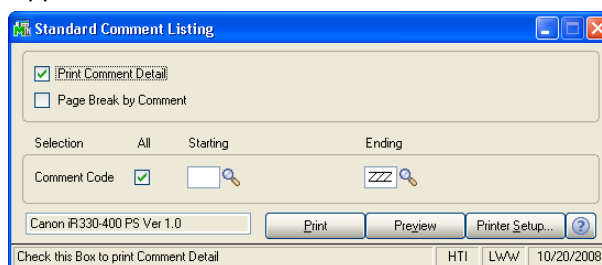 Standard Comment Listing
Print Comment Detail
Page Break by Comment
Selection All Starting Ending
Comment Code ZZZ
Canon iR330-400 PS Ver 1.0 Print Preview Printer Setup... ?
Check this Box to print Comment Detail HTI LWW 10/20/2008